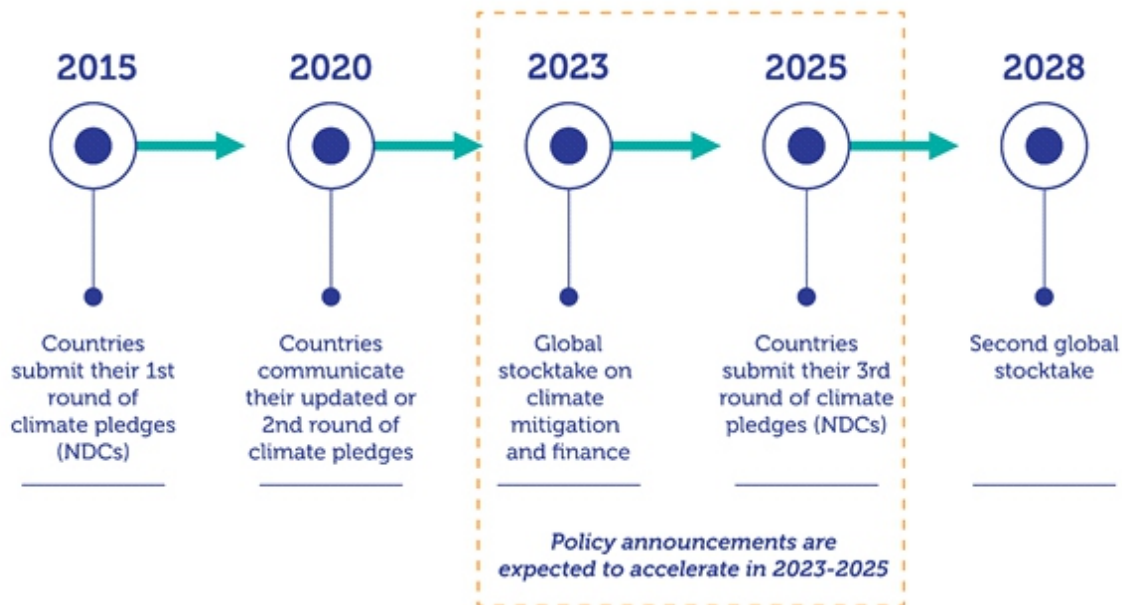 2015
Countries
submit their 1st
round of
climate pledges
(NDCs)
2020
Countries
communicate
their updated or
2nd round of
climate pledges
2023
Global
stocktake on
climate
mitigation
and finance
2025
Countries
submit their 3rd
round of climate
pledges (NDCs)
2028
Second global
stocktake
Policy announcements are
expected to accelerate in 2023-2025